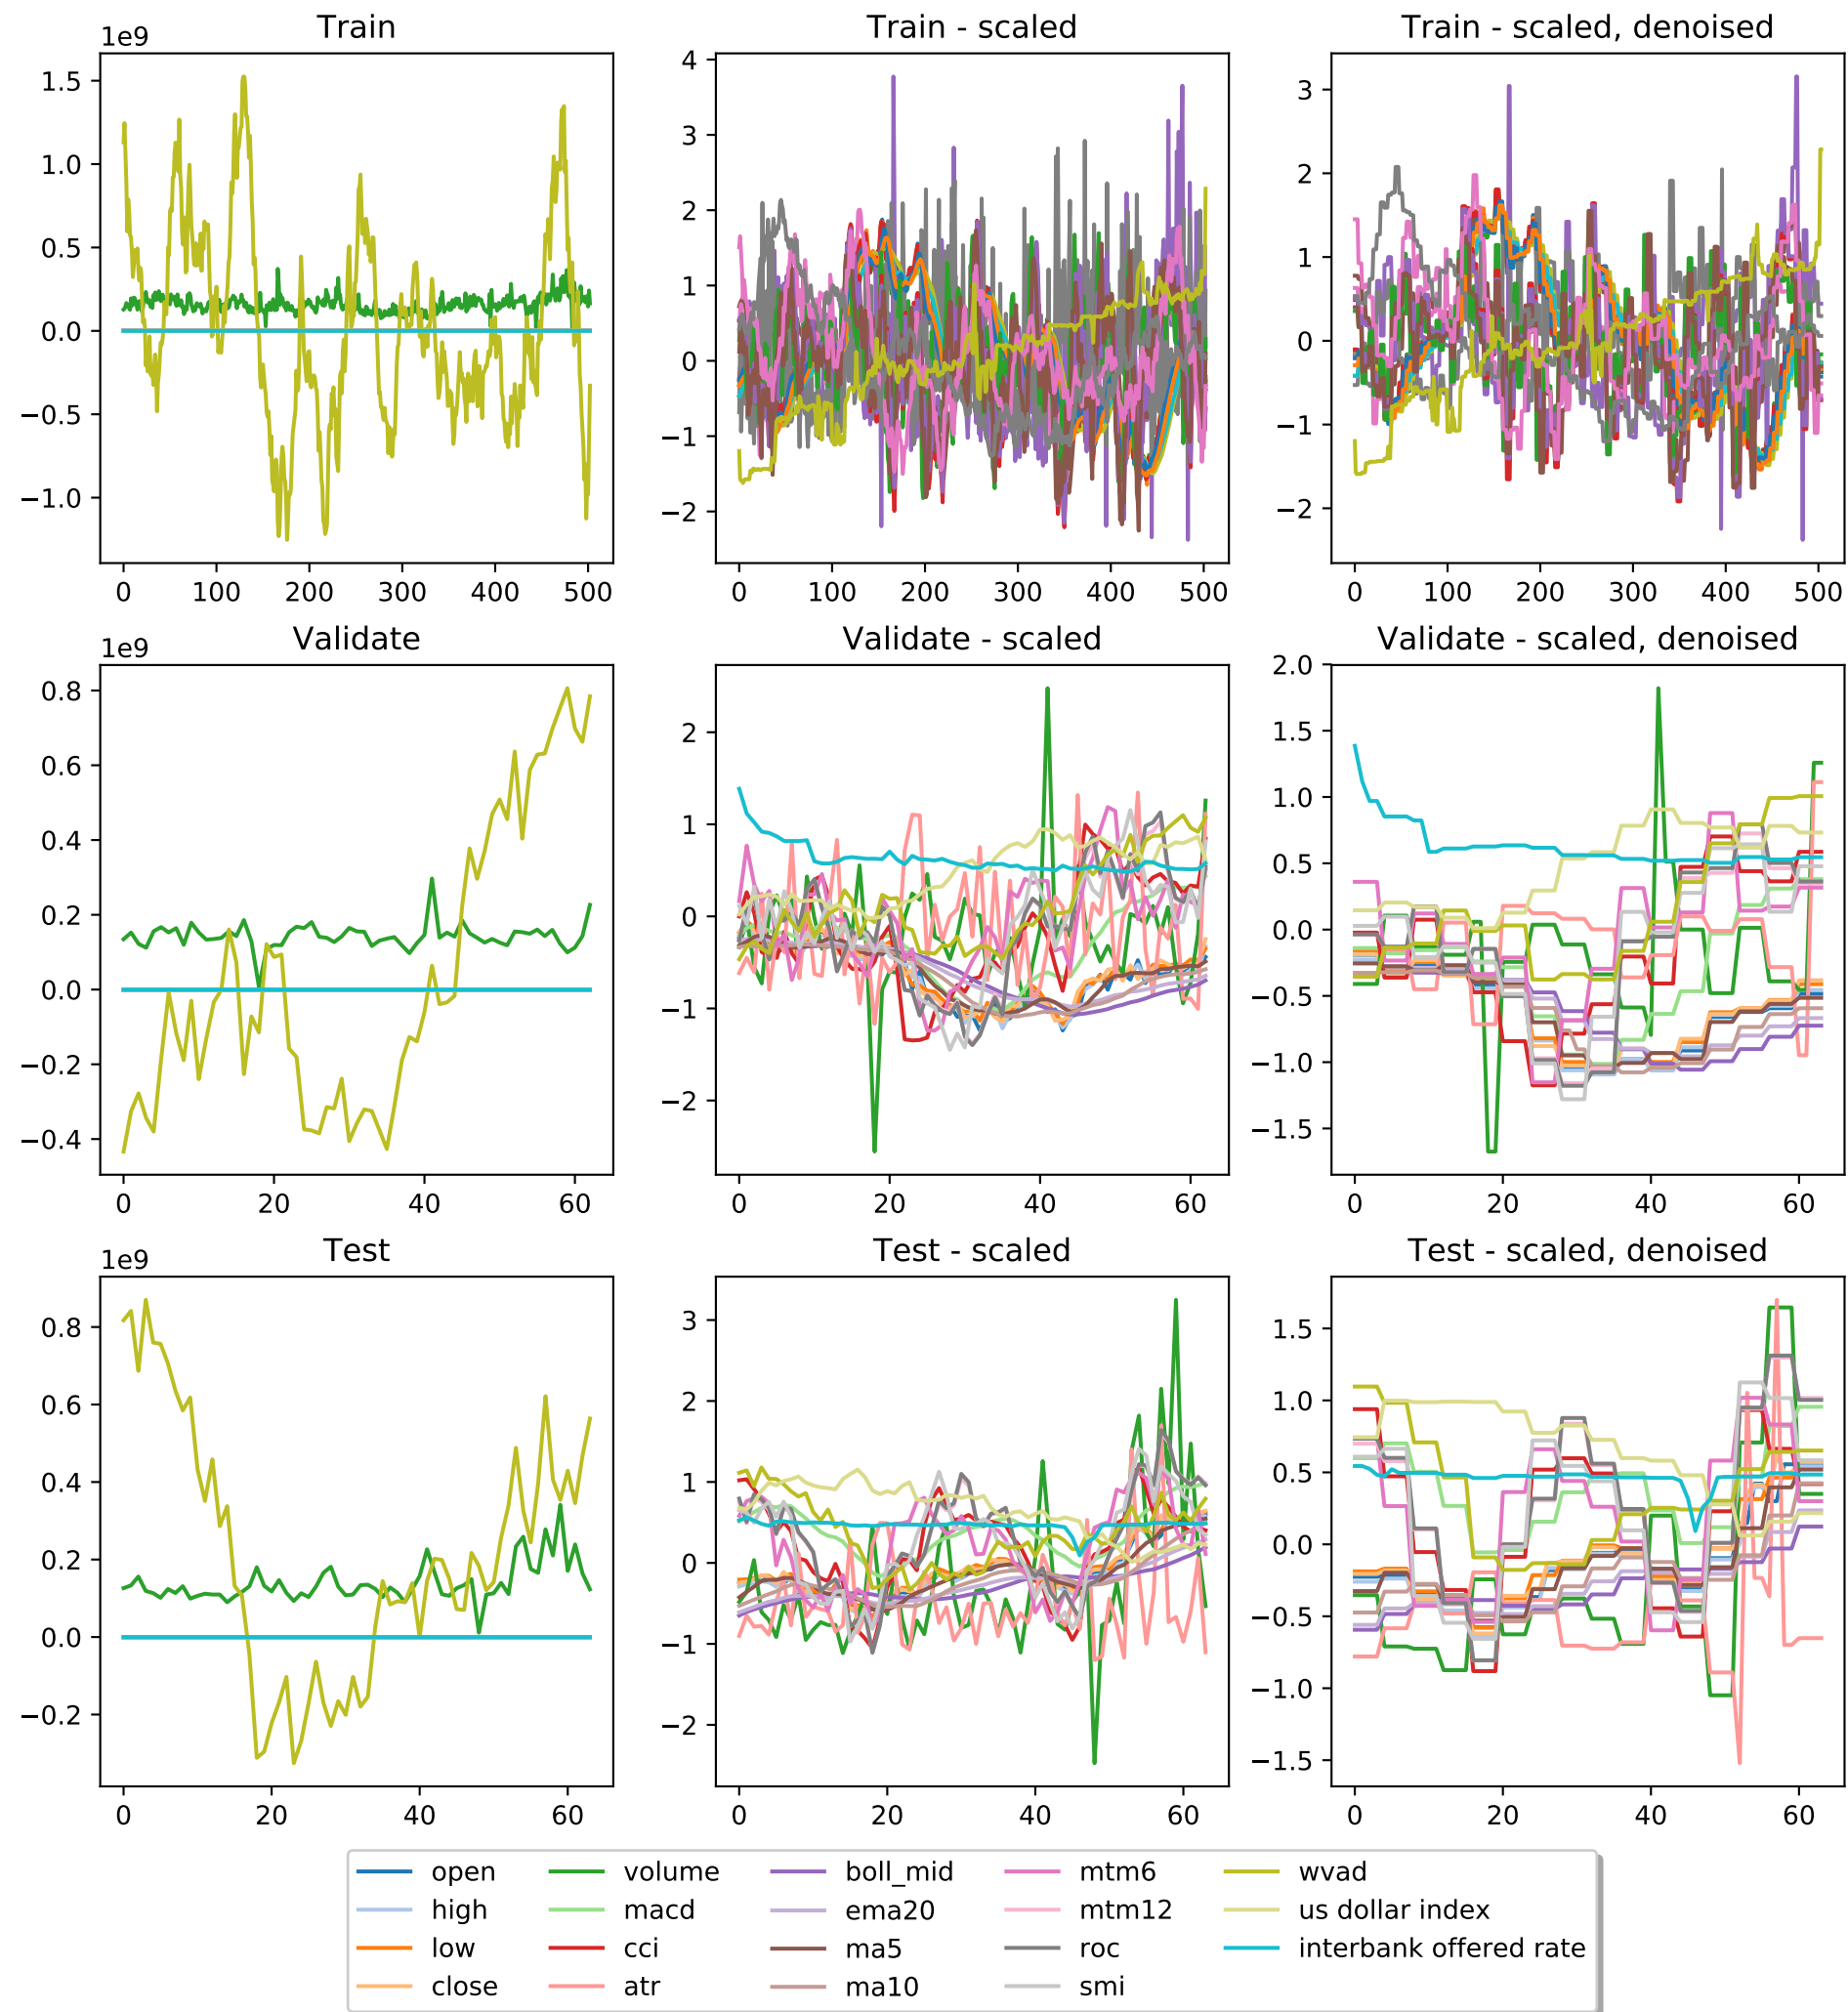 Train
Train - scaled
Train - scaled, denoised
1e9
1.5
1.0
0.5
0.0
−0.5
−1.0
0 100 200 300 400 500
4
3
2
1
0
−1
−2
0 100 200 300 400 500
3
2
1
0
−1
−2
0 100 200 300 400 500
Validate
Validate - scaled
Validate - scaled, denoised
1e9
0.8
0.6
0.4
0.2
0.0
−0.2
−0.4
0 20 40 60
2
1
0
−1
−2
0 20 40 60
2.0
1.5
1.0
0.5
0.0
−0.5
−1.0
−1.5
0 20 40 60
Test
Test - scaled
Test - scaled, denoised
1e9
0.8
0.6
0.4
0.2
0.0
−0.2
0 20 40 60
3
2
1
0
−1
−2
0 20 40 60
1.5
1.0
0.5
0.0
−0.5
−1.0
−1.5
0 20 40 60
open volume boll_mid mtm6 wvad
high macd ema20 mtm12 us dollar index
low cci ma5 roc interbank offered rate
close atr ma10 smi